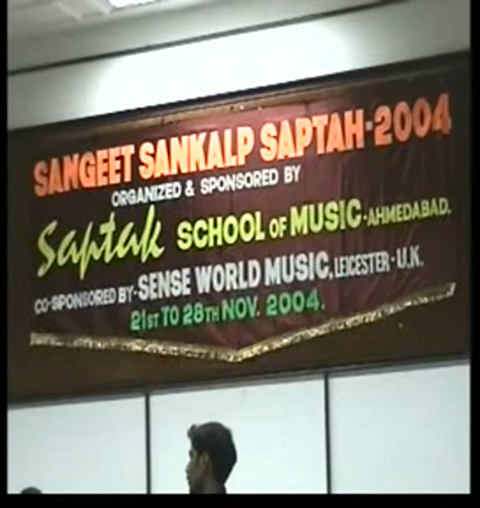 SANGEET SANKALP SAPTAH-2004
ORGANIZED & SPONSORED BY
Saptak SCHOOL OF MUSIC-AHMEDABAD.
CO-SPONSORED BY-SENSE WORLD MUSIC, LEICESTER-U.K.
21ST TO 28TH NOV. 2004.